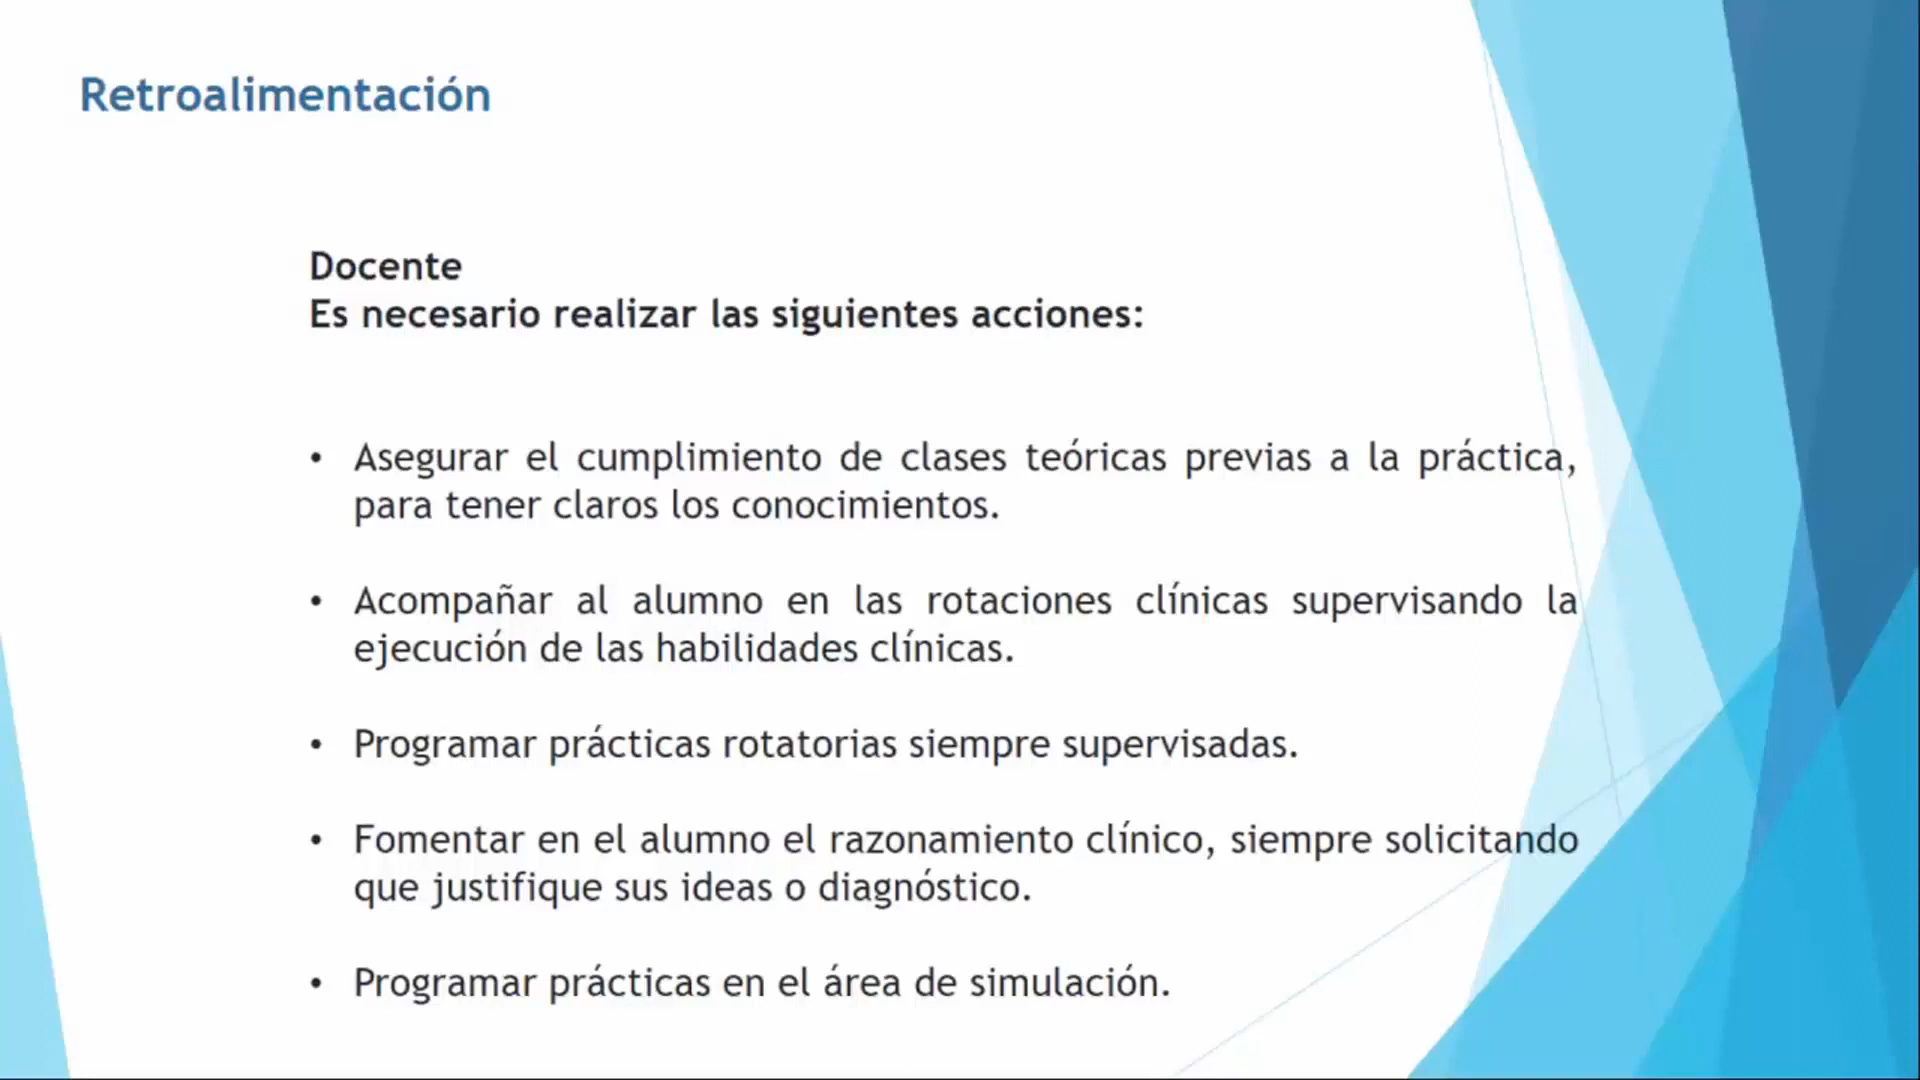 Retroalimentación
Docente
Es necesario realizar las siguientes acciones:
• Asegurar el cumplimiento de clases teóricas previas a la práctica,
para tener claros los conocimientos.
• Acompañar al alumno en las rotaciones clínicas supervisando la
ejecución de las habilidades clínicas.
• Programar prácticas rotatorias siempre supervisadas.
• Fomentar en el alumno el razonamiento clínico, siempre solicitando
que justifique sus ideas o diagnóstico.
• Programar prácticas en el área de simulación.